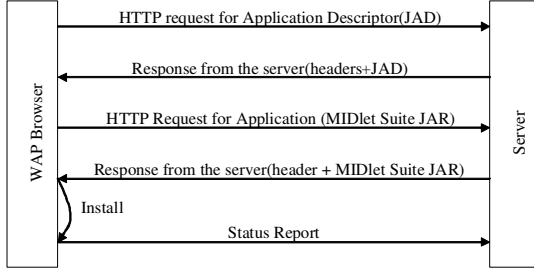 HTTP request for Application Descriptor(JAD)
Response from the server(headers+JAD)
HTTP Request for Application (MIDlet Suite JAR)
Response from the server(header + MIDlet Suite JAR)
Install
Status Report
WAP Browser
Server